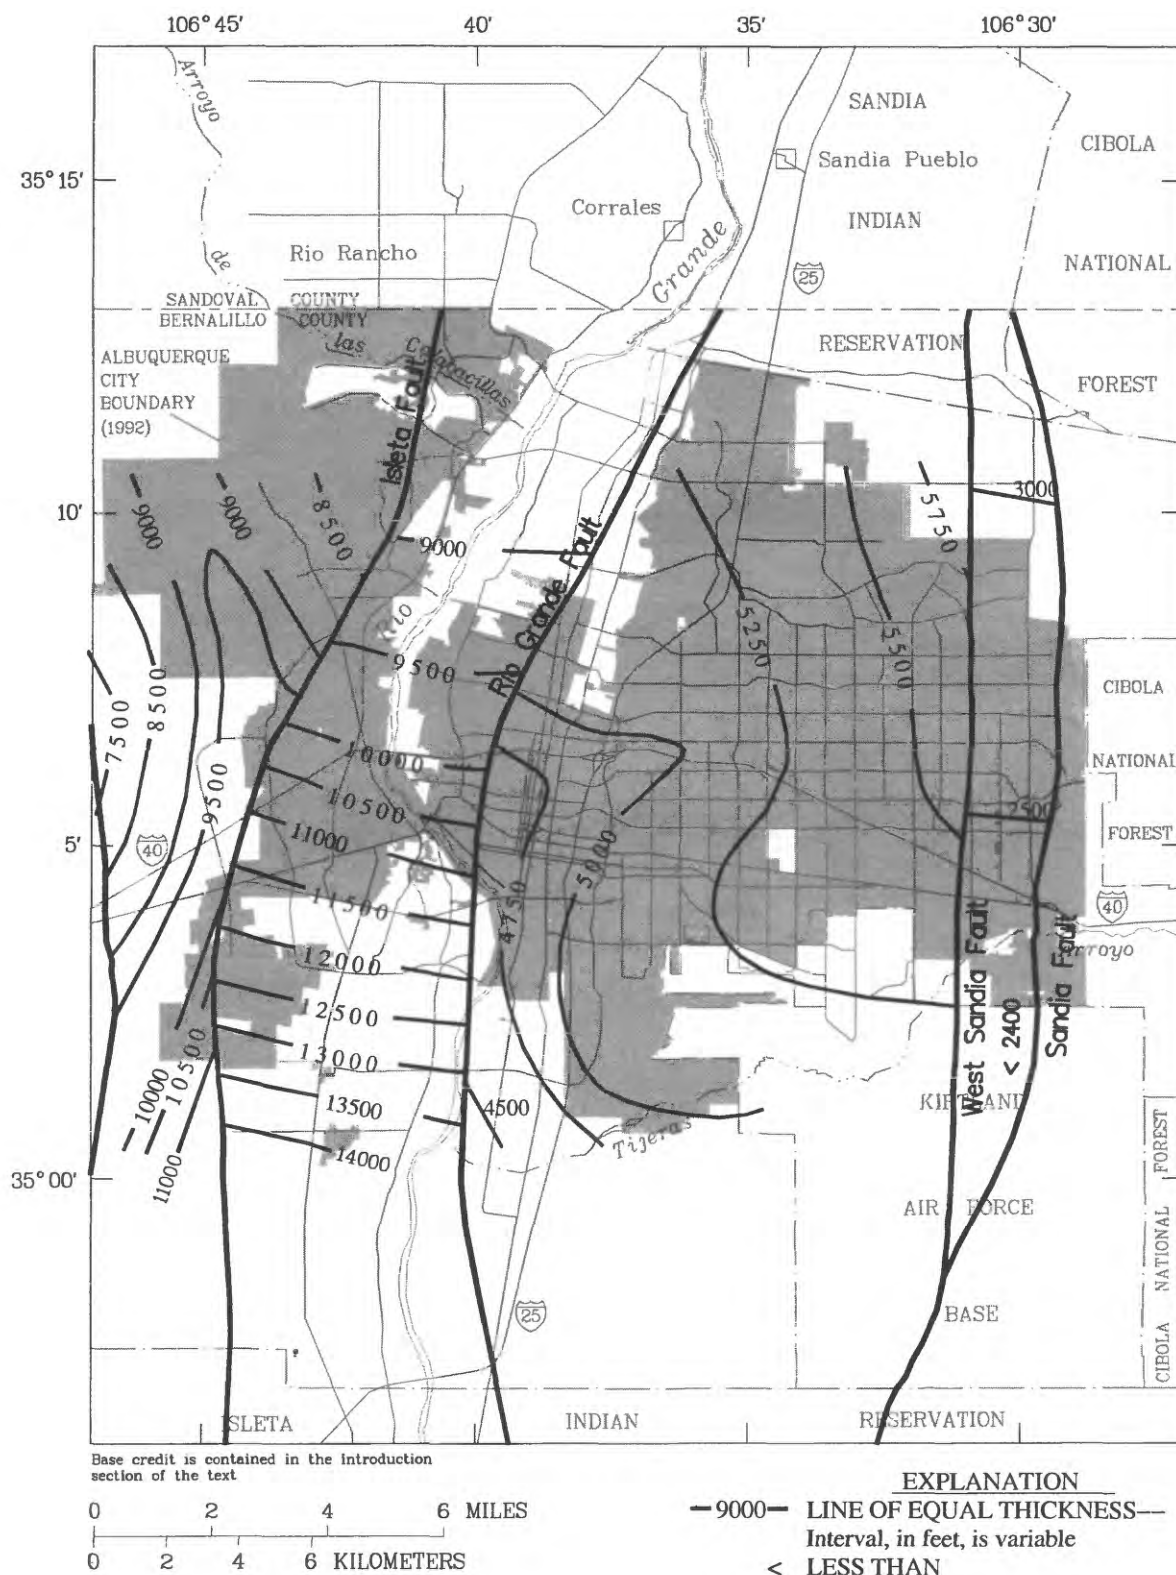 106°45'
40'
35'
106°30'
Arroyo
SANDIA
CIBOLA
Sandia Pueblo
35°15'
Corrales
INDIAN
Grande
de
Rio Rancho
NATIONAL
25
SANDOVAL COUNTY
BERNALILLO COUNTY
las
RESERVATION
ALBUQUERQUE
CITY
BOUNDARY
(1992)
Calabacillas
FOREST
Isleta Fault
10'
9000
9000
8500
9000
5750
3000
Rio Grande Fault
Rio
9500
5250
5500
7500
8500
9500
CIBOLA
10000
NATIONAL
10500
2500
5'
40
11000
FOREST
5000
11500
4750
40
Arroyo
12000
West Sandia Fault
Sandia Fault
12500
< 2400
13000
10000
10500
13500
4500
KIRTLAND
14000
Tijeras
35°00'
11000
AIR FORCE
25
BASE
CIBOLA NATIONAL FOREST
ISLETA
INDIAN
RESERVATION
Base credit is contained in the Introduction
section of the text
0 2 4 6 MILES
0 2 4 6 KILOMETERS
EXPLANATION
—9000— LINE OF EQUAL THICKNESS—
Interval, in feet, is variable
< LESS THAN